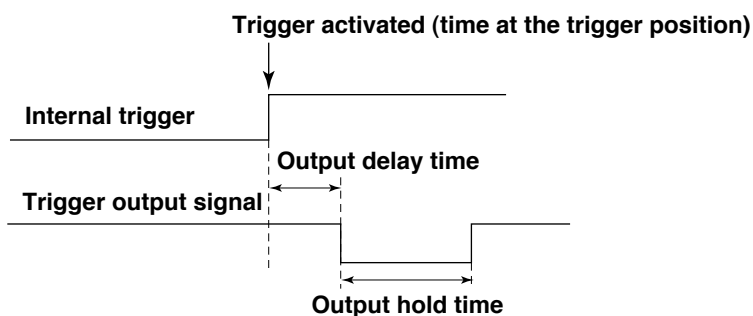 Trigger activated (time at the trigger position)
Internal trigger
Output delay time
Trigger output signal
Output hold time